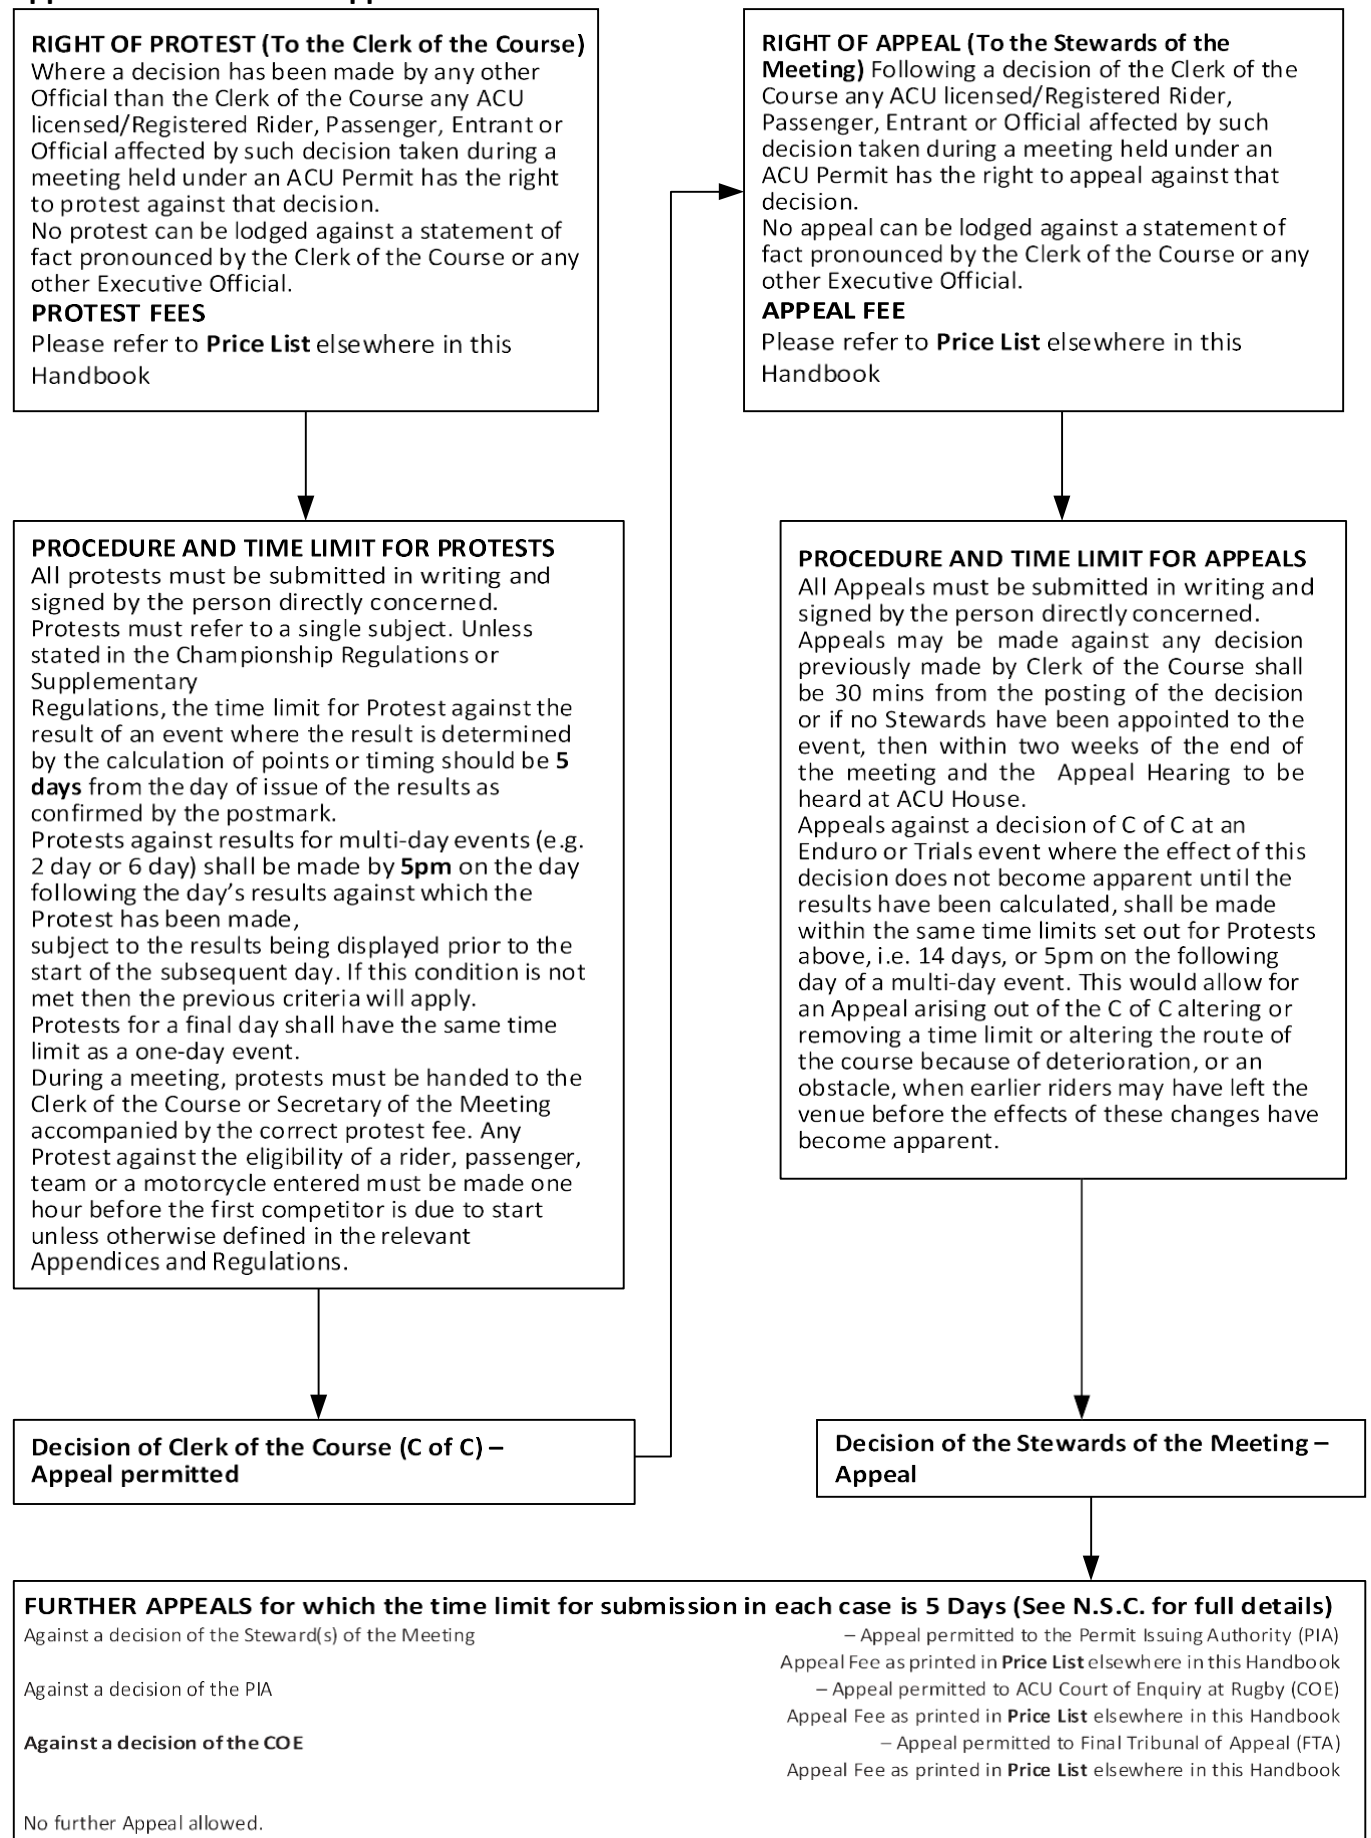 RIGHT OF PROTEST (To the Clerk of the Course)
Where a decision has been made by any other
Official than the Clerk of the Course any ACU
licensed/Registered Rider, Passenger, Entrant or
Official affected by such decision taken during a
meeting held under an ACU Permit has the right
to protest against that decision.
No protest can be lodged against a statement of
fact pronounced by the Clerk of the Course or any
other Executive Official.
PROTEST FEES
Please refer to Price List elsewhere in this
Handbook
PROCEDURE AND TIME LIMIT FOR PROTESTS
All protests must be submitted in writing and
signed by the person directly concerned.
Protests must refer to a single subject. Unless
stated in the Championship Regulations or
Supplementary
Regulations, the time limit for Protest against the
result of an event where the result is determined
by the calculation of points or timing should be 5
days from the day of issue of the results as
confirmed by the postmark.
Protests against results for multi-day events (e.g.
2 day or 6 day) shall be made by 5pm on the day
following the day's results against which the
Protest has been made,
subject to the results being displayed prior to the
start of the subsequent day. If this condition is not
met then the previous criteria will apply.
Protests for a final day shall have the same time
limit as a one-day event.
During a meeting, protests must be handed to the
Clerk of the Course or Secretary of the Meeting
accompanied by the correct protest fee. Any
Protest against the eligibility of a rider, passenger,
team or a motorcycle entered must be made one
hour before the first competitor is due to start
unless otherwise defined in the relevant
Appendices and Regulations.
Decision of Clerk of the Course (C of C) –
Appeal permitted
RIGHT OF APPEAL (To the Stewards of the
Meeting) Following a decision of the Clerk of the
Course any ACU licensed/Registered Rider,
Passenger, Entrant or Official affected by such
decision taken during a meeting held under an
ACU Permit has the right to appeal against that
decision.
No appeal can be lodged against a statement of
fact pronounced by the Clerk of the Course or any
other Executive Official.
APPEAL FEE
Please refer to Price List elsewhere in this
Handbook
PROCEDURE AND TIME LIMIT FOR APPEALS
All Appeals must be submitted in writing and
signed by the person directly concerned.
Appeals may be made against any decision
previously made by Clerk of the Course shall
be 30 mins from the posting of the decision
or if no Stewards have been appointed to the
event, then within two weeks of the end of
the meeting and the Appeal Hearing to be
heard at ACU House.
Appeals against a decision of C of C at an
Enduro or Trials event where the effect of this
decision does not become apparent until the
results have been calculated, shall be made
within the same time limits set out for Protests
above, i.e. 14 days, or 5pm on the following
day of a multi-day event. This would allow for
an Appeal arising out of the C of C altering or
removing a time limit or altering the route of
the course because of deterioration, or an
obstacle, when earlier riders may have left the
venue before the effects of these changes have
become apparent.
Decision of the Stewards of the Meeting –
Appeal
FURTHER APPEALS for which the time limit for submission in each case is 5 Days (See N.S.C. for full details)
Against a decision of the Steward(s) of the Meeting – Appeal permitted to the Permit Issuing Authority (PIA)
Appeal Fee as printed in Price List elsewhere in this Handbook
Against a decision of the PIA – Appeal permitted to ACU Court of Enquiry at Rugby (COE)
Appeal Fee as printed in Price List elsewhere in this Handbook
Against a decision of the COE – Appeal permitted to Final Tribunal of Appeal (FTA)
Appeal Fee as printed in Price List elsewhere in this Handbook
No further Appeal allowed.